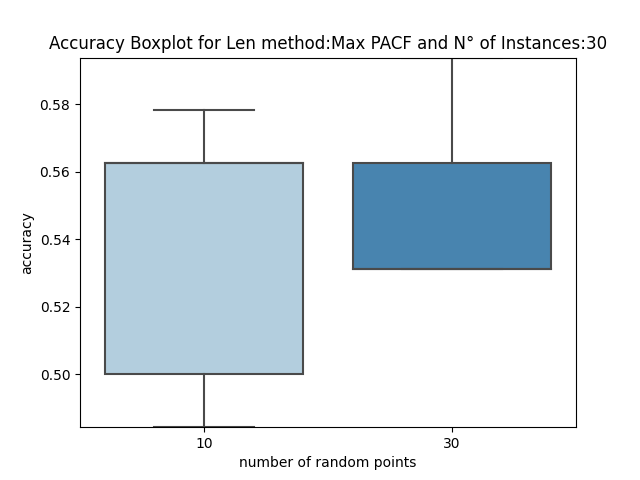 Accuracy Boxplot for Len method:Max PACF and N° of Instances:30
0.58
0.56
0.54
0.52
0.50
accuracy
10
30
number of random points